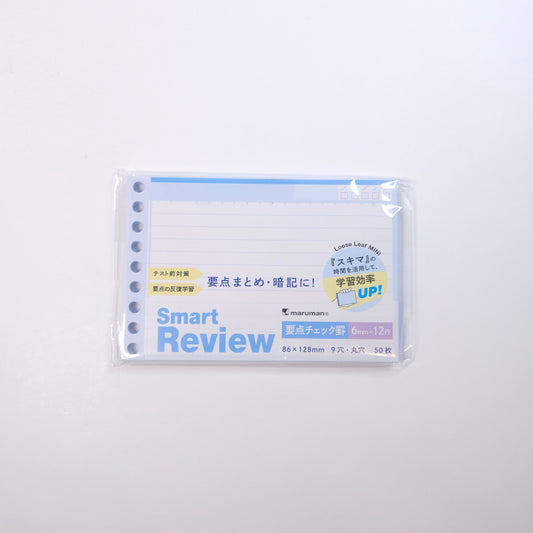 Loose Leaf MINI
『スキマ』の
時間を活用して、
学習効率
UP!
テスト前対策
要点の反復学習
要点まとめ・暗記に!
maruman®
Smart
Review
要点チェック罫 6mm×12行
86×128mm 9穴・丸穴 50枚